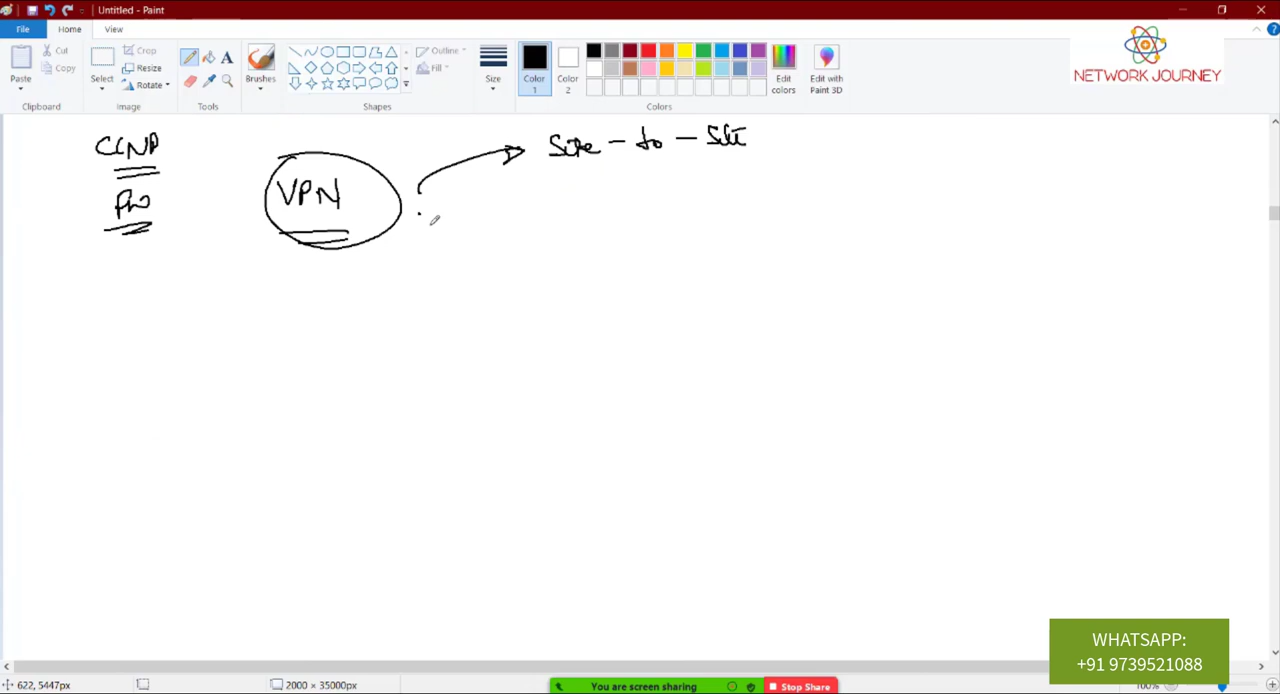 Untitled - Paint
File
Home
View
Paste
Cut
Copy
Clipboard
Select
Crop
Resize
Rotate
Image
Tools
Brushes
Shapes
Outline
Fill
Size
Color
1
Color
2
Colors
Edit
colors
Edit with
Paint 3D
NETWORK JOURNEY
CCNP
VPN
Site - to - Site
WHATSAPP:
+91 9739521088
622, 5447px
2000 × 35000px
You are screen sharing
Stop Share
100%